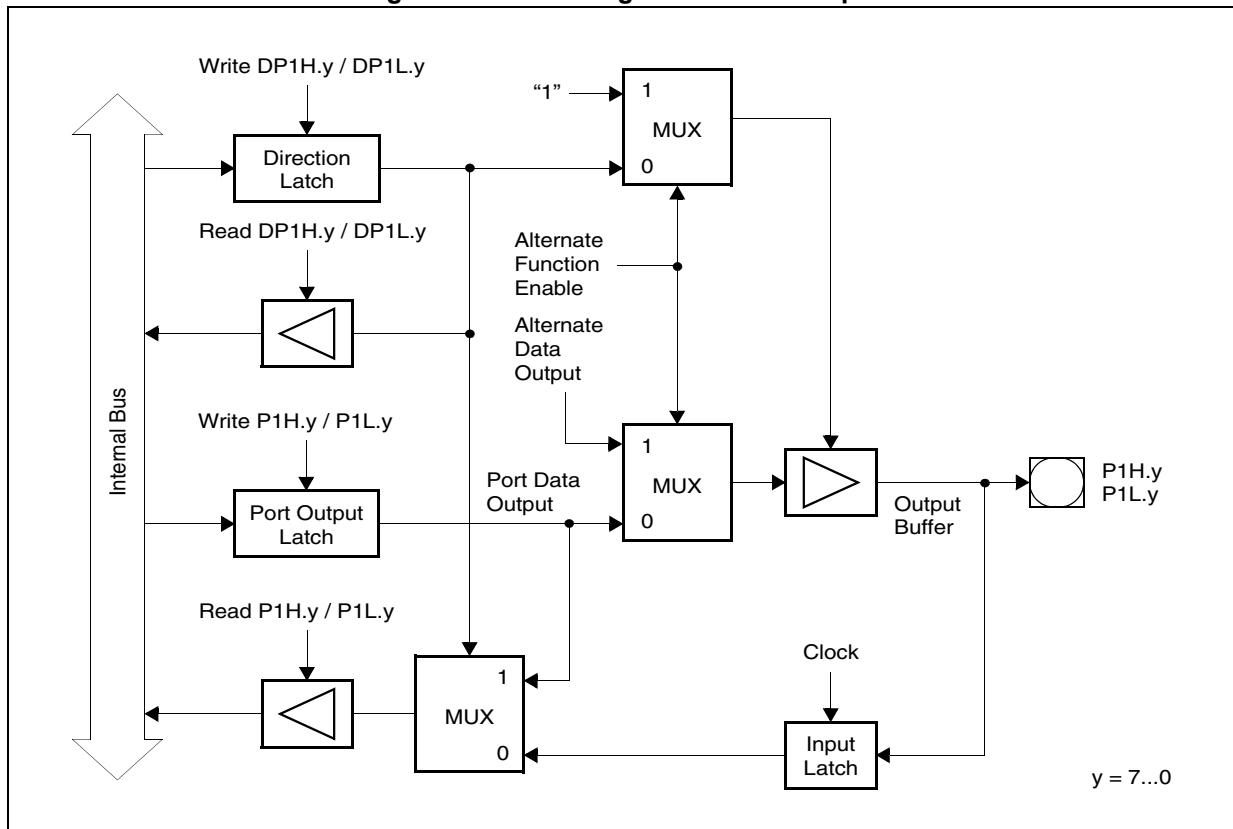 Write DP1H.y / DP1L.y
“1”
1
MUX
0
Direction
Latch
Read DP1H.y / DP1L.y
Alternate
Function
Enable
Alternate
Data
Output
Internal Bus
Write P1H.y / P1L.y
1
MUX
0
Port Data
Output
Port Output
Latch
Output
Buffer
P1H.y
P1L.y
Read P1H.y / P1L.y
Clock
1
MUX
0
Input
Latch
y = 7...0